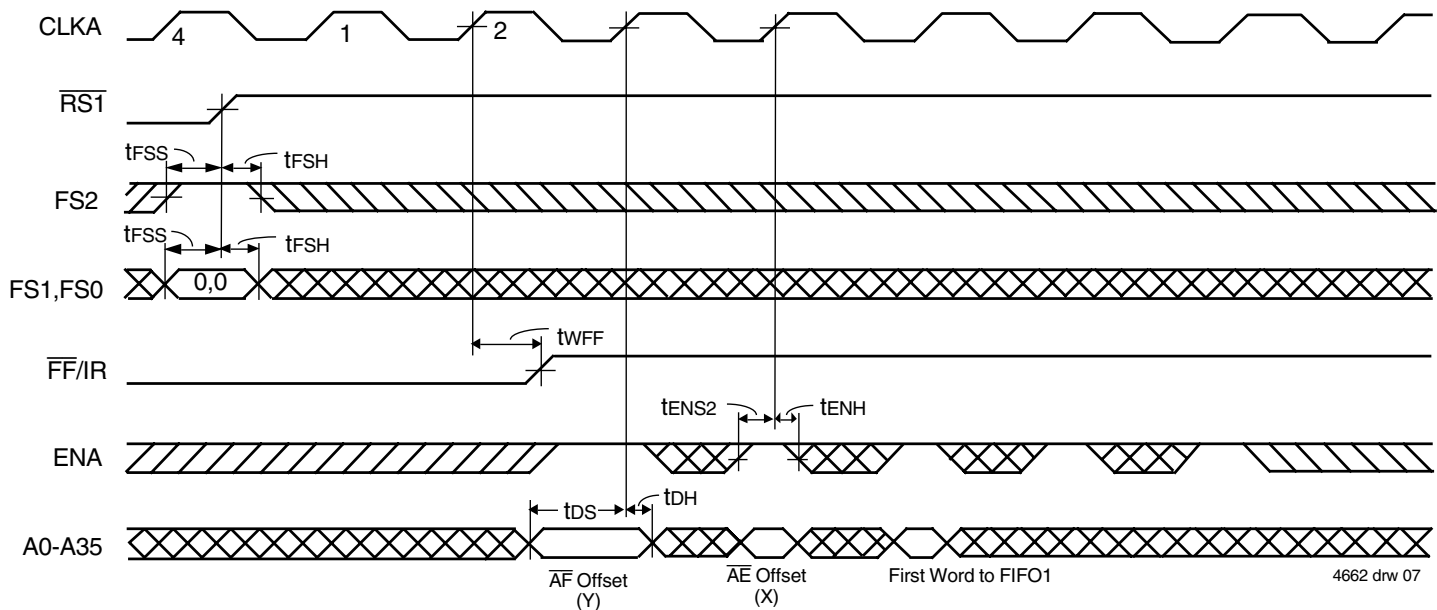 CLKA
4
1
2
RS1
tFSS
tFSH
FS2
tFSS
tFSH
FS1,FS0
0,0
tWFF
FF/IR
tENS2
tENH
ENA
tDS
tDH
A0-A35
AF Offset
(Y)
AE Offset
(X)
First Word to FIFO1
4662 drw 07